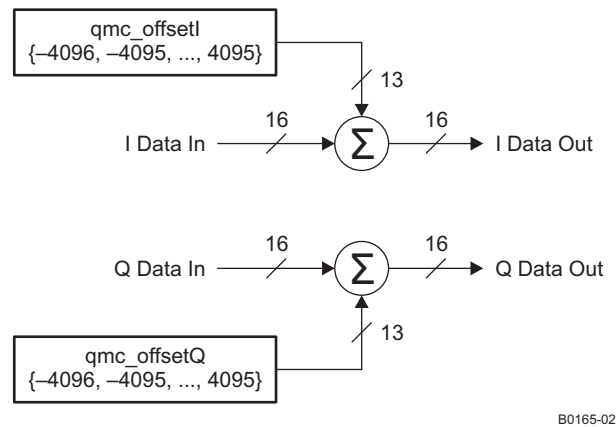 qmc_offsetI
{–4096, –4095, ..., 4095}
13
16
16
I Data In
Σ
I Data Out
16
16
Q Data In
Σ
Q Data Out
13
qmc_offsetQ
{–4096, –4095, ..., 4095}
B0165-02